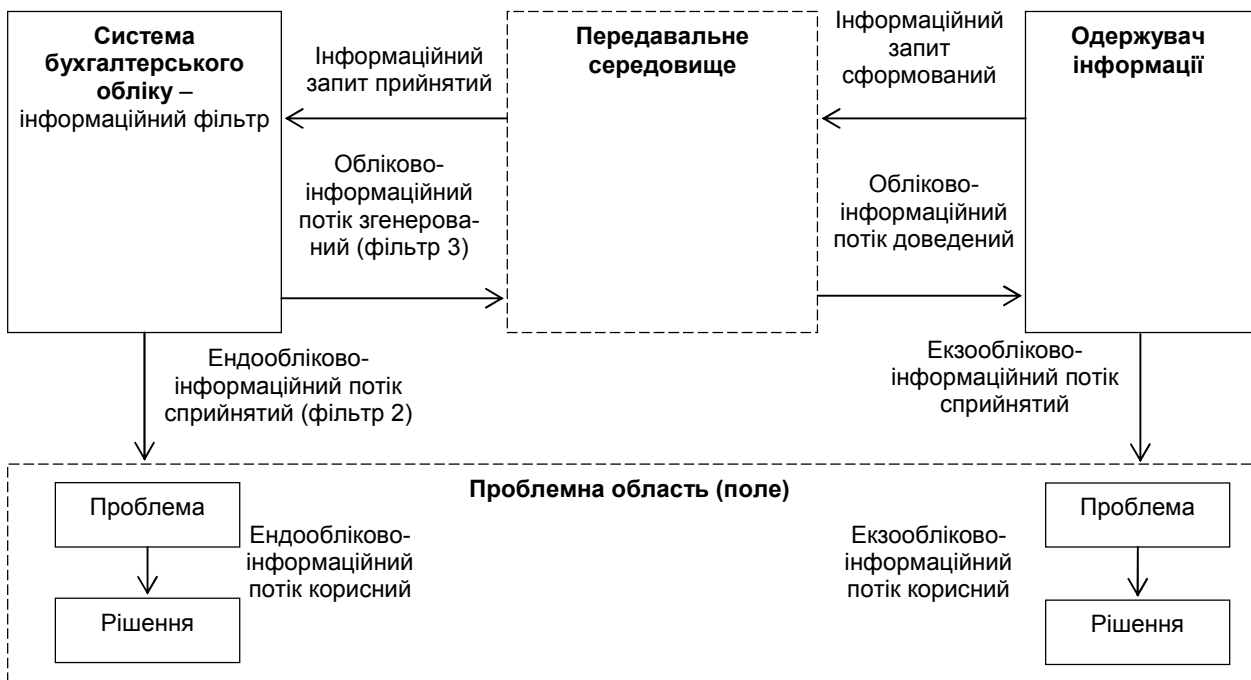 Система
бухгалтерського
обліку –
інформаційний фільтр
Інформаційний
запит прийнятий
Обліково-
інформаційний
потік згенерова-
ний (фільтр 3)
Передавальне
середовище
Інформаційний
запит
сформований
Обліково-
інформаційний
потік доведений
Одержувач
інформації
Ендообліково-
інформаційний потік
сприйнятий (фільтр 2)
Екзообліково-
інформаційний потік
сприйнятий
Проблемна область (поле)
Проблема
Ендообліково-
інформаційний
потік корисний
Рішення
Екзообліково-
інформаційний
потік корисний
Проблема
Рішення